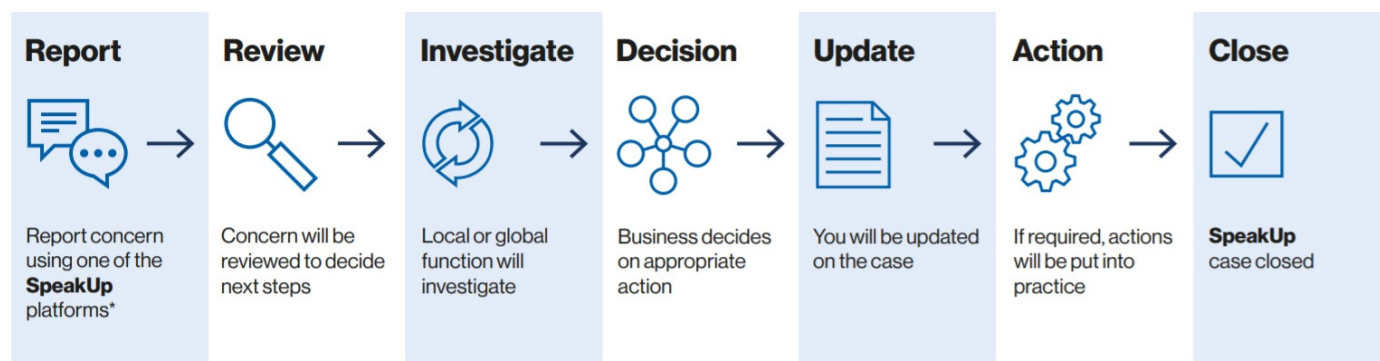 Report
Report concern
using one of the
SpeakUp
platforms*
Review
Concern will be
reviewed to decide
next steps
Investigate
Local or global
function will
investigate
Decision
Business decides
on appropriate
action
Update
You will be updated
on the case
Action
If required, actions
will be put into
practice
Close
SpeakUp
case closed